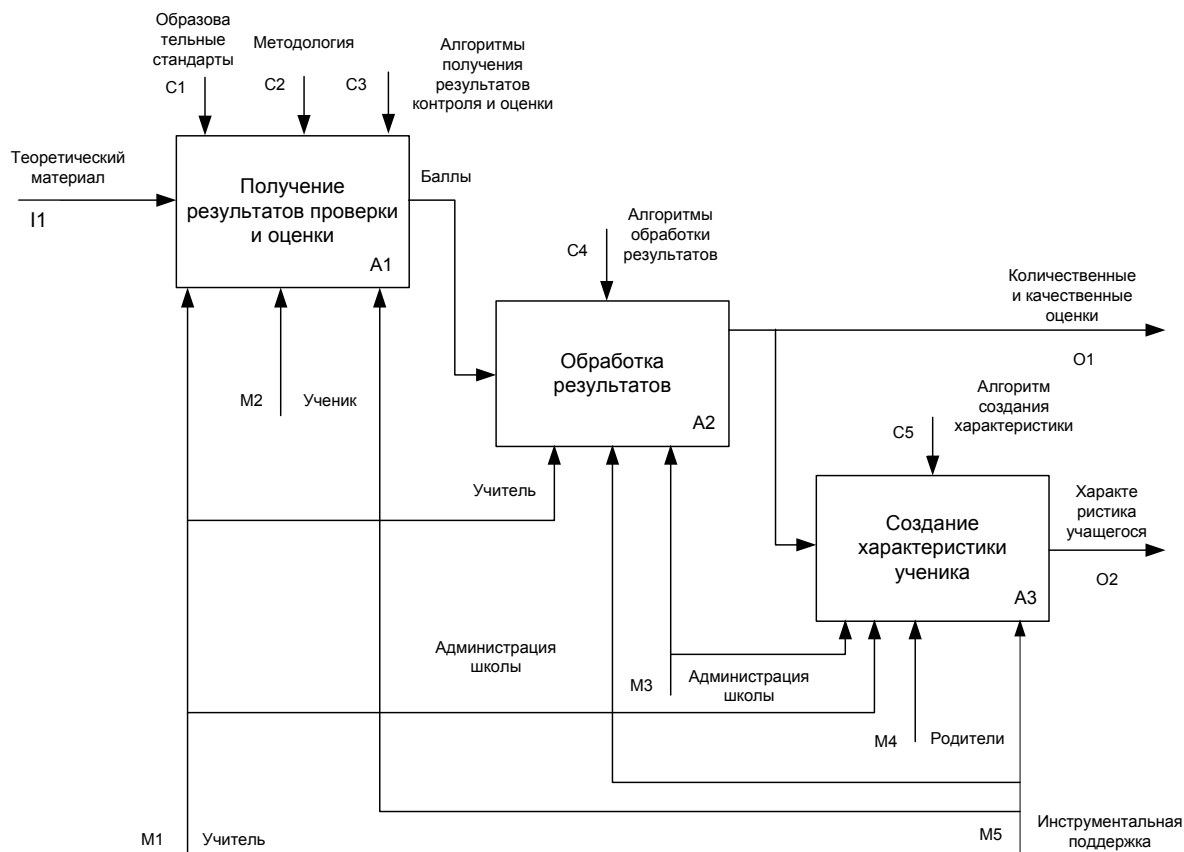 Образова
тельные
стандарты
C1
Методология
C2
C3
Алгоритмы
получения
результатов
контроля и оценки
Теоретический
материал
I1
Получение
результатов проверки
и оценки
A1
Баллы
C4
Алгоритмы
обработки
результатов
Количественные
и качественные
оценки
O1
Обработка
результатов
A2
M2
Ученик
Алгоритм
создания
характеристики
C5
Учитель
Создание
характеристики
ученика
A3
Характе
ристика
учащегося
O2
Администрация
школы
M3
Администрация
школы
M4
Родители
M1
Учитель
M5
Инструментальная
поддержка